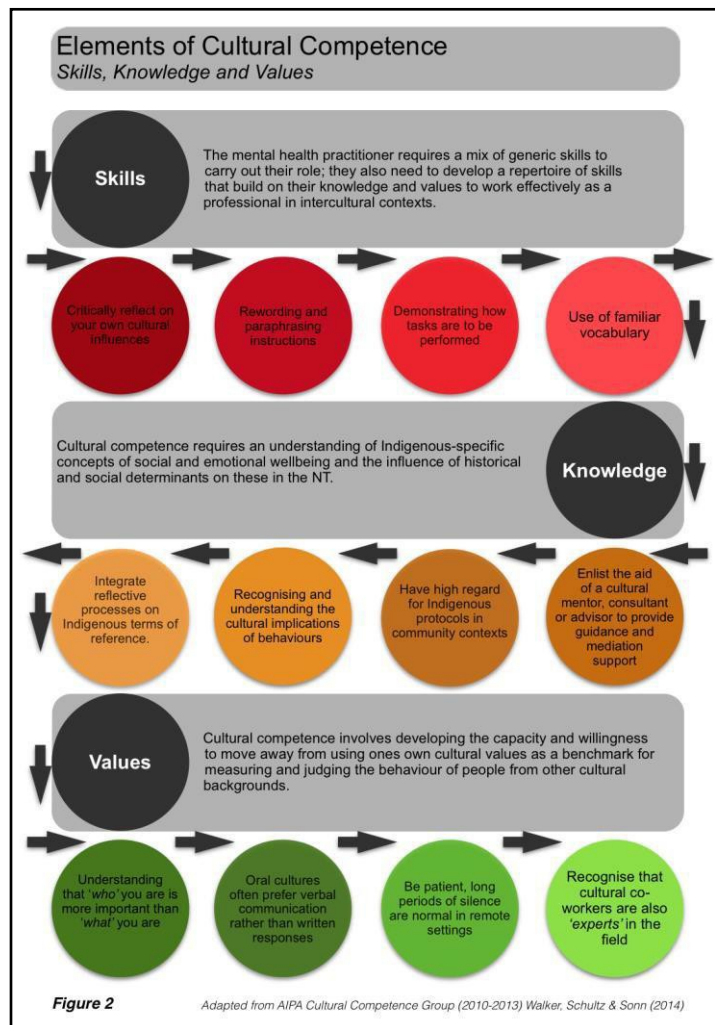 Elements of Cultural Competence
Skills, Knowledge and Values
Skills
The mental health practitioner requires a mix of generic skills to
carry out their role; they also need to develop a repertoire of skills
that build on their knowledge and values to work effectively as a
professional in intercultural contexts.
Critically reflect on
your own cultural
influences
Rewording and
paraphrasing
instructions
Demonstrating how
tasks are to be
performed
Use of familiar
vocabulary
Cultural competence requires an understanding of Indigenous-specific
concepts of social and emotional wellbeing and the influence of historical
and social determinants on these in the NT.
Knowledge
Integrate
reflective
processes on
Indigenous terms of
reference.
Recognising and
understanding the
cultural implications
of behaviours
Have high regard
for Indigenous
protocols in
community contexts
Enlist the aid
of a cultural
mentor, consultant
or advisor to provide
guidance and
mediation
support
Values
Cultural competence involves developing the capacity and willingness
to move away from using ones own cultural values as a benchmark for
measuring and judging the behaviour of people from other cultural
backgrounds.
Understanding
that 'who' you are is
more important than
'what' you are
Oral cultures
often prefer verbal
communication
rather than written
responses
Be patient, long
periods of silence
are normal in remote
settings
Recognise that
cultural co-
workers are also
'experts' in the
field
Figure 2
Adapted from AIPA Cultural Competence Group (2010-2013) Walker, Schultz & Sonn (2014)